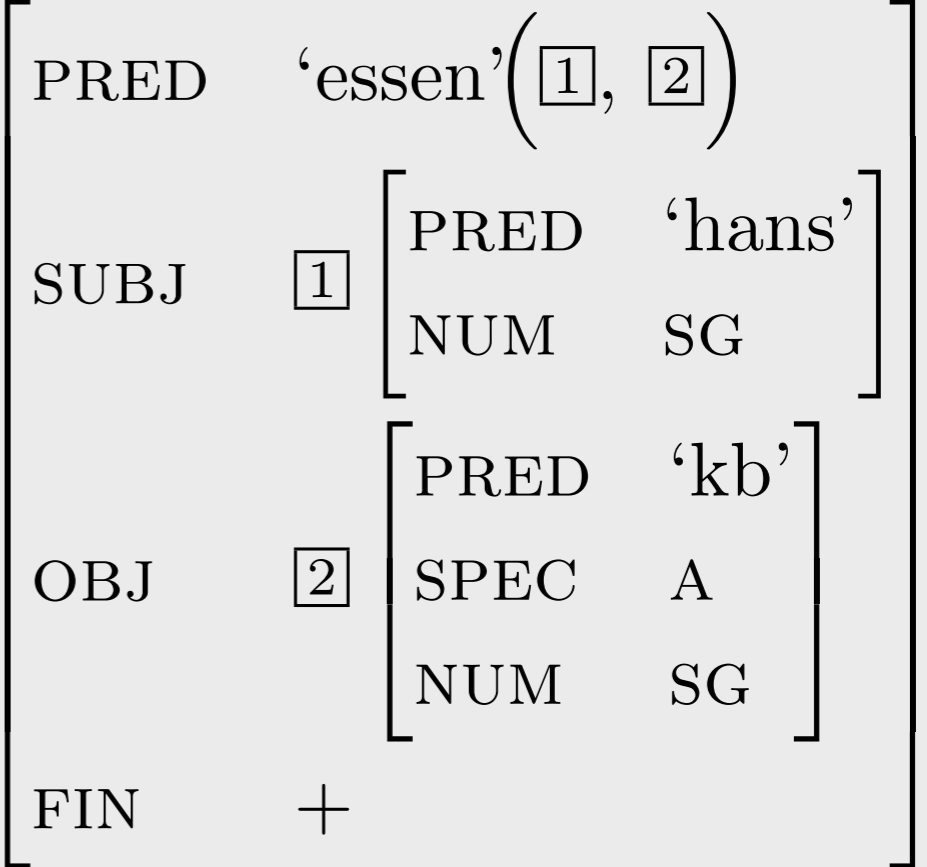 PRED ‘essen’(1, 2)
PRED ‘hans’
SUBJ 1
NUM SG
PRED ‘kb’
OBJ 2 SPEC A
NUM SG
FIN +